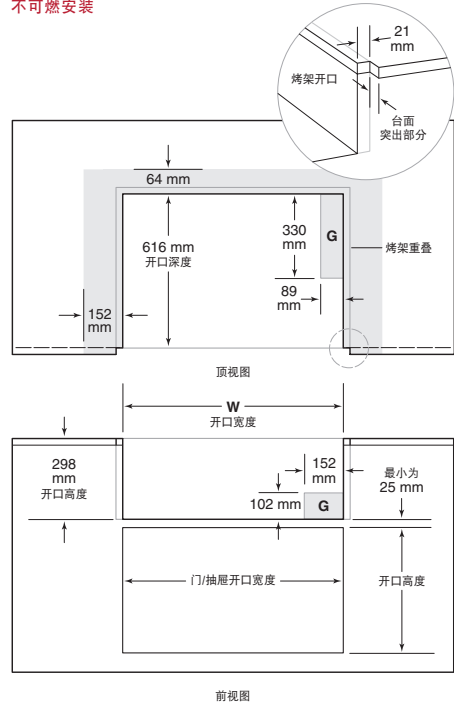 不可燃安装
21
mm
烤架开口
台面
突出部分
64 mm
616 mm
开口深度
330
mm
G
烤架重叠
89
mm
152
mm
顶视图
W
开口宽度
298
mm
开口高度
152
mm
102 mm
G
最小为
25 mm
门/抽屉开口宽度
开口高度
前视图